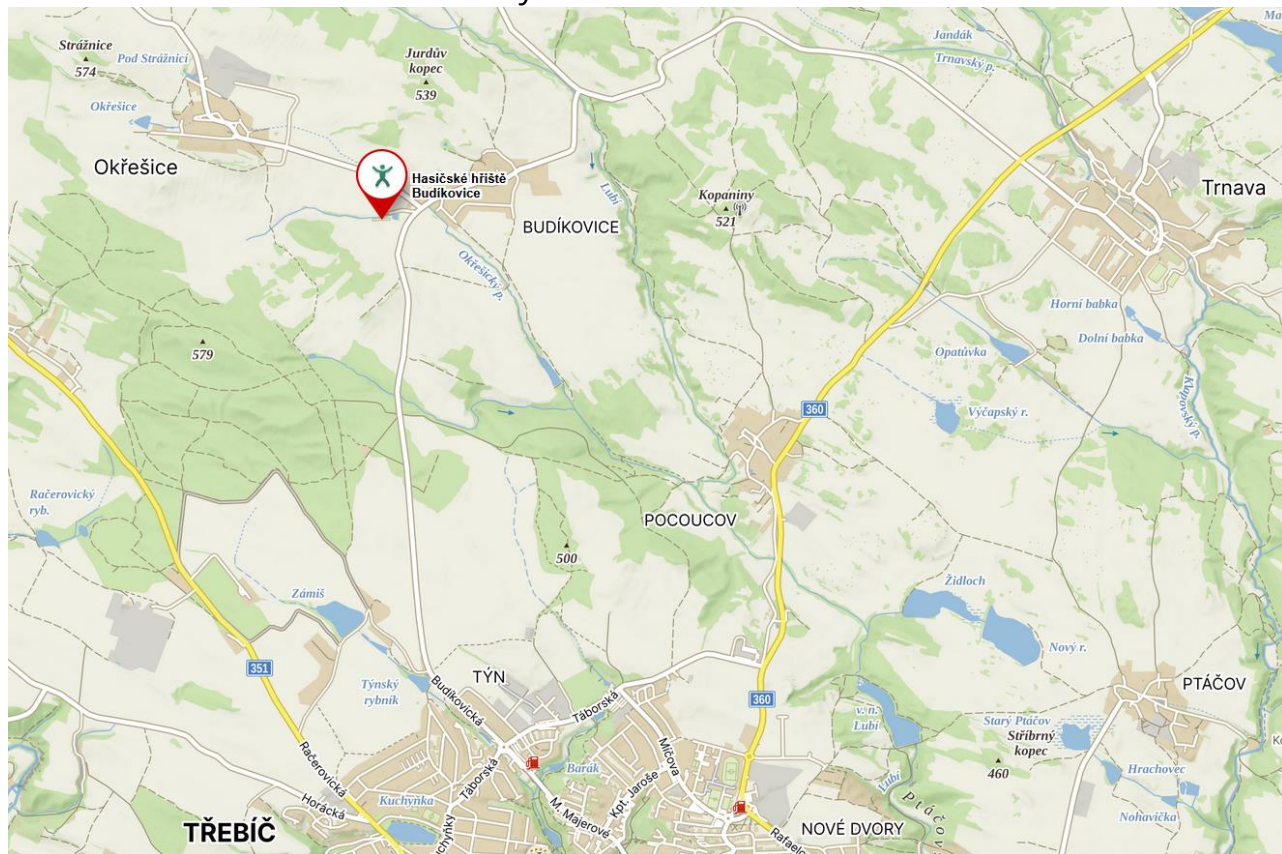 Strážnice
574
Pod Strážnicí
Jurdův
kopec
539
Jandák
Trnavský p.
Okřešice
Okřešice
Hasičské hřiště
Budíkovice
Lubí
Kopaniny
521
Trnava
BUDÍKOVICE
Okřešický p.
Horní babka
Dolní babka
579
Opatůvka
Klapovský p.
360
Výčapský r.
Račerovický
ryb.
POCOUCOV
500
Zámiš
Židloch
Nový r.
351
Týnský
rybník
TÝN
Budíkovická
Táborská
360
v. n.
Lubí
PTÁČOV
Starý Ptáčov
Stříbrný
kopec
460
Míčova
Račerovická
Táborská
Barák
Kpt. Jaroše
Hrachovec
Nohavička
Horácká
Kuchyňka
M. Majerové
Lubí
TŘEBÍČ
NOVÉ DVORY